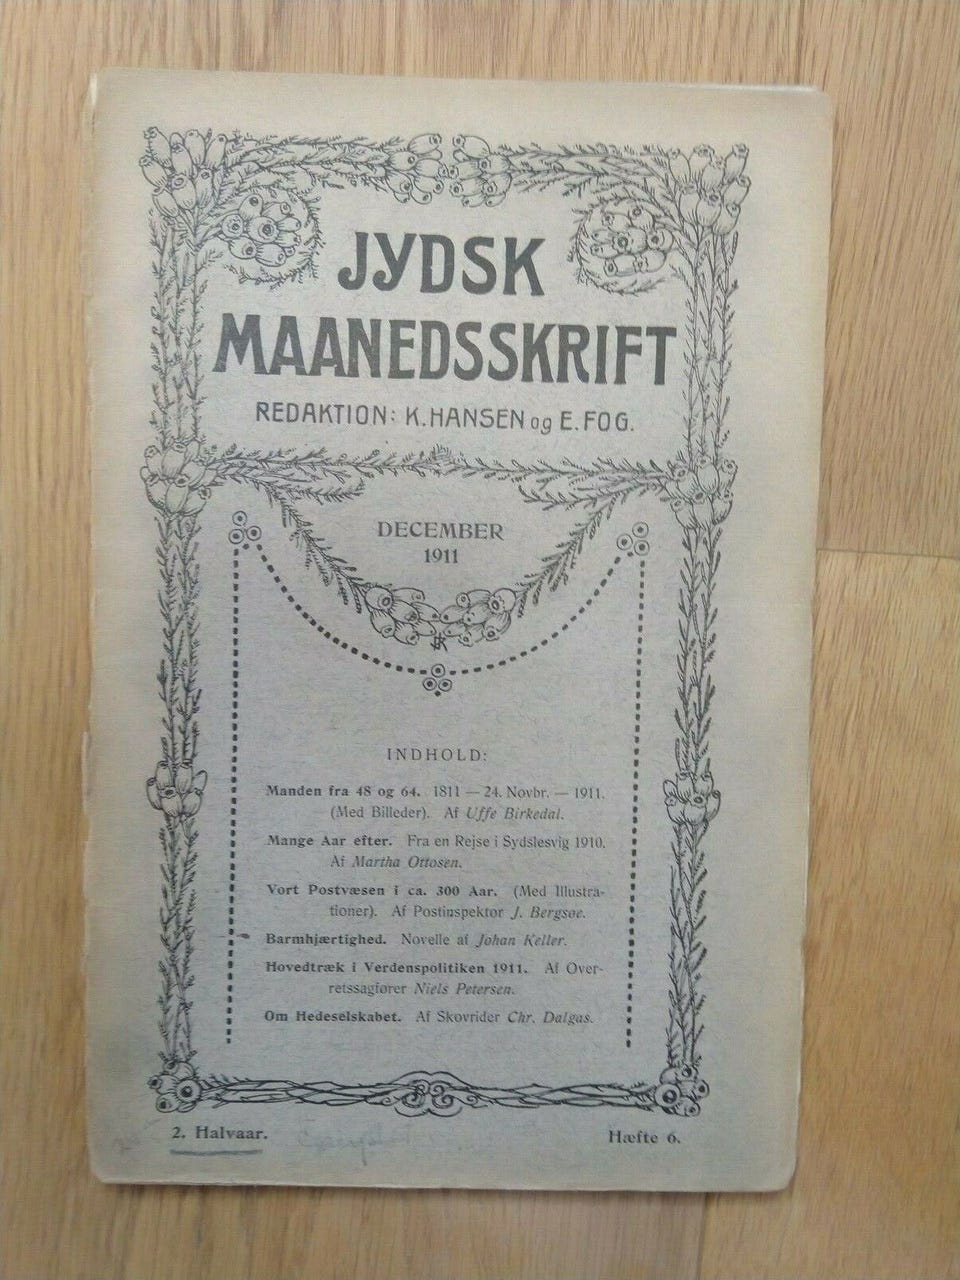 JYDSK
MAANEDSSKRIFT
REDAKTION: K. HANSEN og E. FOG.
DECEMBER
1911
INDHOLD:
Manden fra 48 og 64. 1811 — 24. Novbr. — 1911.
(Med Billeder). Af Uffe Birkedal.
Mange Aar efter. Fra en Rejse i Sydslesvig 1910.
Af Martha Ottosen.
Vort Postvæsen i ca. 300 Aar. (Med Illustra-
tioner). Af Postinspektor J. Bergsøe.
Barmhjærtighed. Novelle af Johan Keller.
Hovedtræk i Verdenspolitiken 1911. Af Over-
retssagfører Niels Petersen.
Om Hedeselskabet. Af Skovrider Chr. Dalgas.
2. Halvaar.
Hæfte 6.